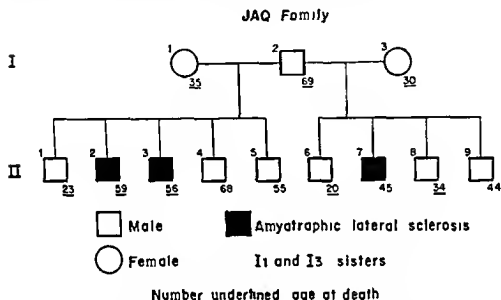 JAQ Family
1 2 3
I
35 69 30
1 2 3 4 5 6 7 8 9
II
23 59 56 68 55 20 45 34 44
Male Amyatraphic lateral sclerosis
Female I1 and I3 sisters
Number underlined age at death